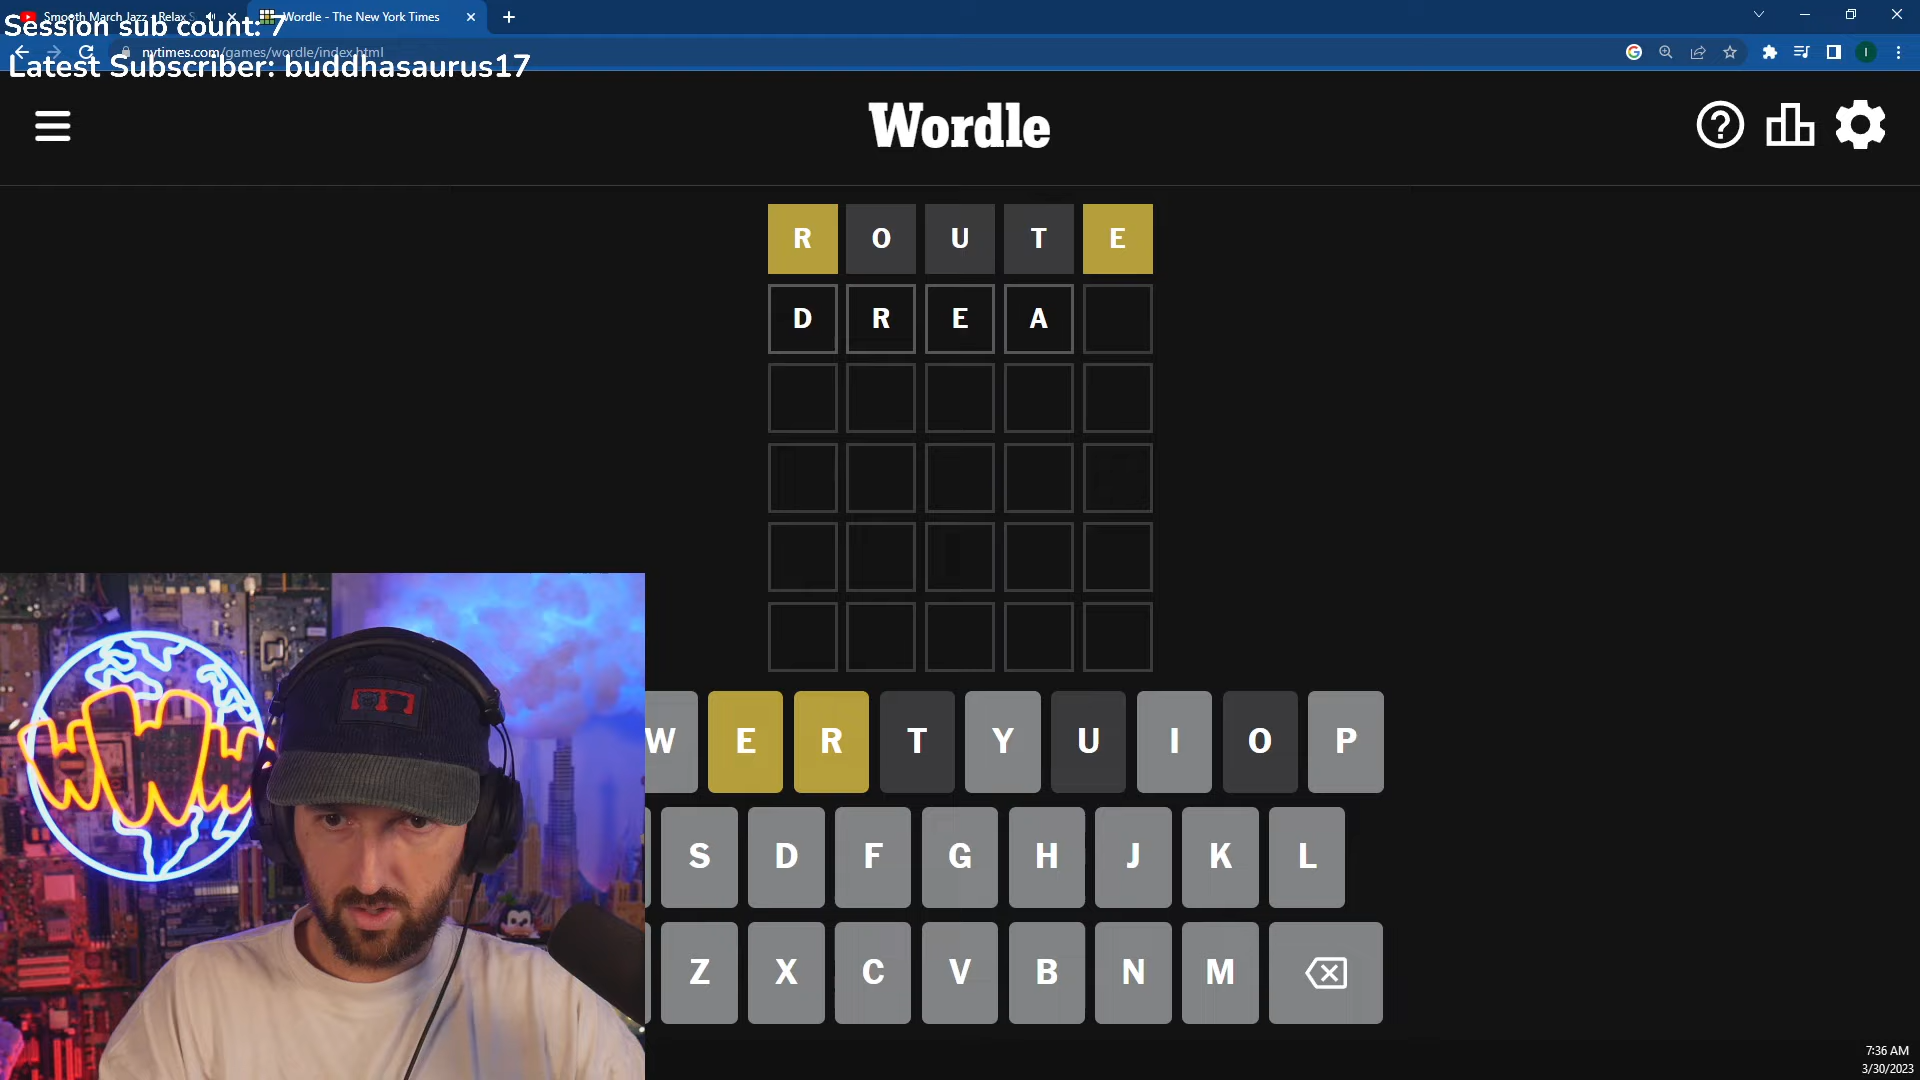 Smooth March Jazz - Relax S
Wordle - The New York Times
Session sub count: 7
nytimes.com/games/wordle/index.html
Latest Subscriber: buddhasaurus17
Wordle
R O U T E
D R E A
W E R T Y U I O P
S D F G H J K L
Z X C V B N M
WWW
7:36 AM
3/30/2023